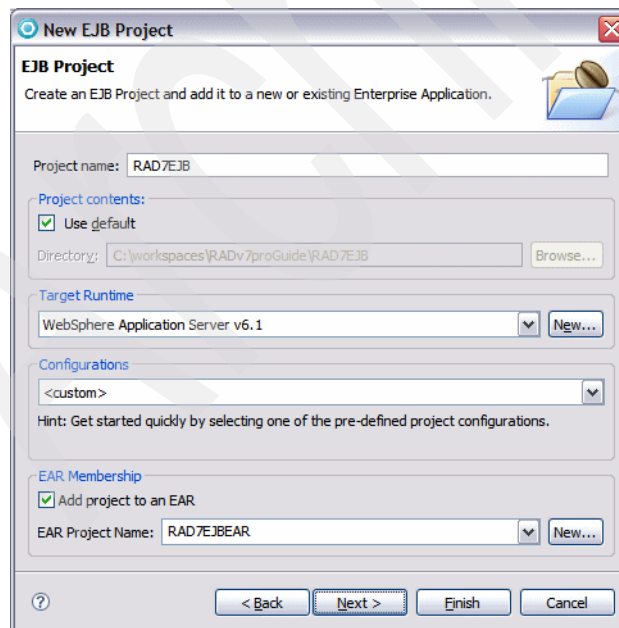 New EJB Project
EJB Project
Create an EJB Project and add it to a new or existing Enterprise Application.
Project name: RAD7EJB
Project contents:
Use default
Directory: C:\workspaces\RADv7proGuide\RAD7EJB Browse...
Target Runtime
WebSphere Application Server v6.1 New...
Configurations
<custom>
Hint: Get started quickly by selecting one of the pre-defined project configurations.
EAR Membership
Add project to an EAR
EAR Project Name: RAD7EJBEAR New...
? < Back Next > Finish Cancel